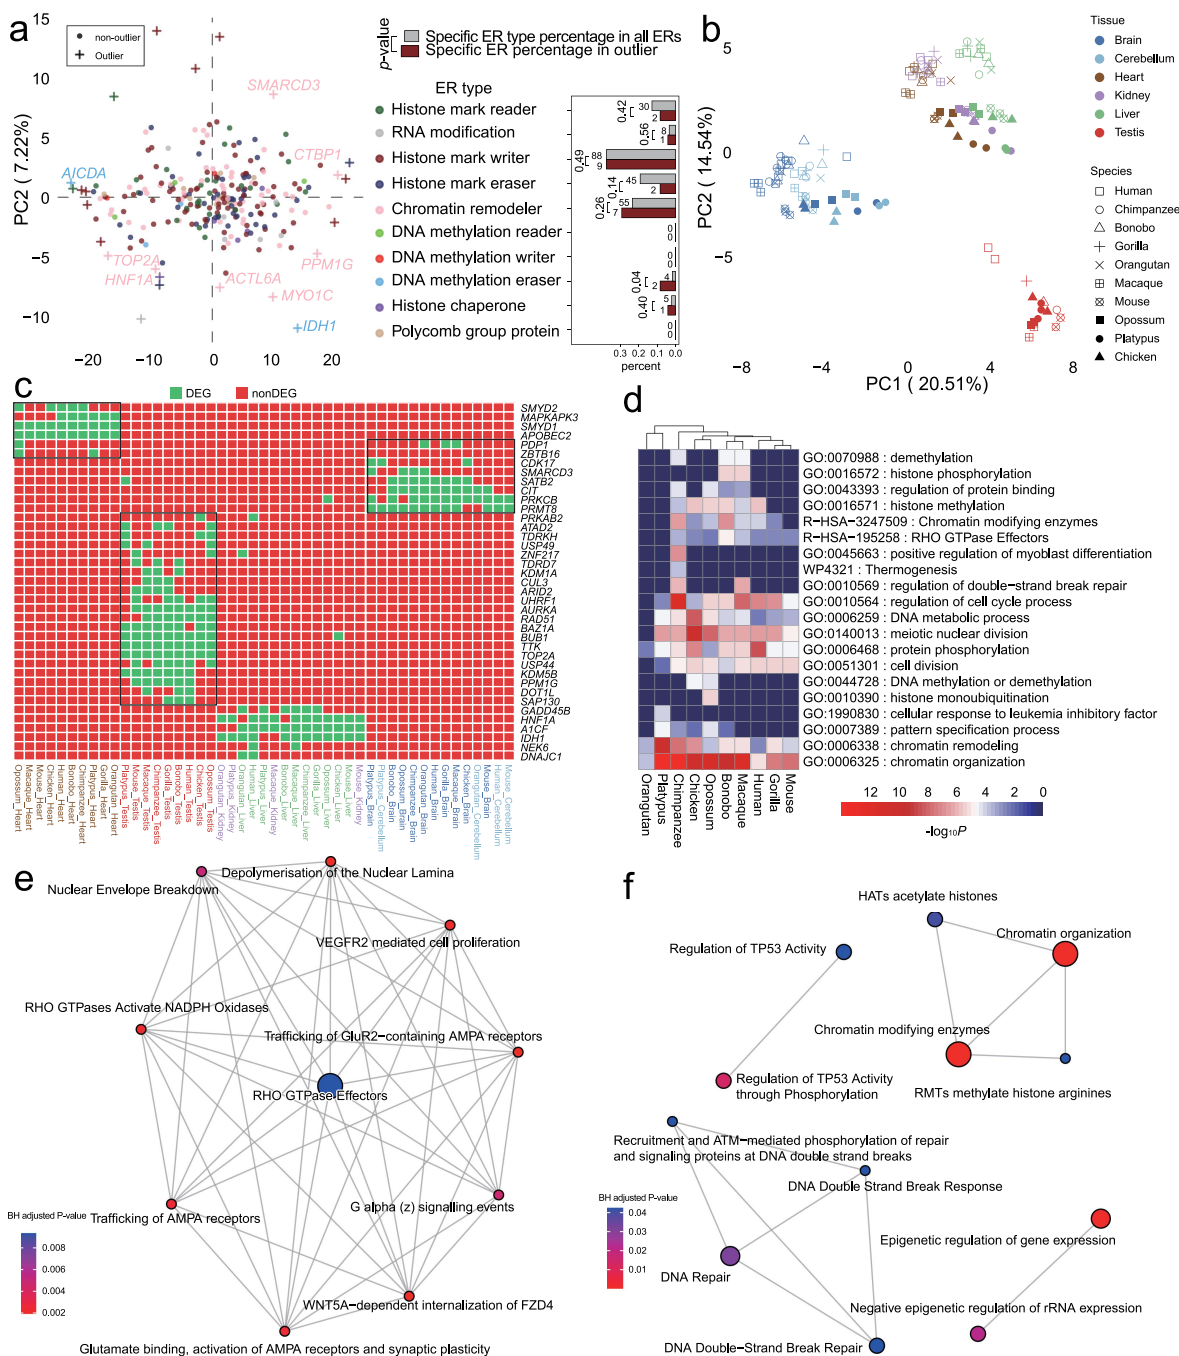 a
15
10
5
0
−5
−10
−20
−10
0
10
20
PC2 ( 7.22%)
non-outlier
Outlier
SMARCD3
CTBP1
AICDA
TOP2A
HNF1A
ACTL6A
PPM1G
MYO1C
IDH1
p-value
Specific ER type percentage in all ERs
Specific ER percentage in outlier
ER type
Histone mark reader
RNA modification
Histone mark writer
Histone mark eraser
Chromatin remodeler
DNA methylation reader
DNA methylation writer
DNA methylation eraser
Histone chaperone
Polycomb group protein
0.42
30
2
0.56
8
1
0.49
88
9
0.14
45
2
0.26
55
7
0
0
0
0
0.04
4
2
0.40
5
1
0
0
0.3
0.2
0.1
0.0
percent
b
5
0
−5
−8
−4
0
4
8
PC2 ( 14.54%)
PC1 ( 20.51%)
Tissue
Brain
Cerebellum
Heart
Kidney
Liver
Testis
Species
Human
Chimpanzee
Bonobo
Gorilla
Orangutan
Macaque
Mouse
Opossum
Platypus
Chicken
c
DEG
nonDEG
SMYD2
MAPKAPK3
SMYD1
APOBEC2
PDP1
ZBTB16
CDK17
SMARCD3
SATB2
CIT
PRKCB
PRMT8
PRKAB2
ATAD2
TDRKH
USP49
ZNF217
TDRD7
KDM1A
CUL3
ARID2
UHRF1
AURKA
RAD51
BAZ1A
BUB1
TTK
TOP2A
USP44
KDM5B
PPM1G
DOT1L
SAP130
GADD45B
HNF1A
A1CF
IDH1
NEK6
DNAJC1
Opossum_Heart
Macaque_Heart
Mouse_Heart
Chicken_Heart
Human_Heart
Bonobo_Heart
Chimpanzee_Heart
Platypus_Heart
Gorilla_Heart
Orangutan_Heart
Platypus_Testis
Mouse_Testis
Macaque_Testis
Chimpanzee_Testis
Gorilla_Testis
Bonobo_Testis
Human_Testis
Chicken_Testis
Opossum_Testis
Orangutan_Kidney
Platypus_Kidney
Orangutan_Liver
Human_Liver
Platypus_Liver
Macaque_Kidney
Bonobo_Liver
Macaque_Liver
Chimpanzee_Liver
Gorilla_Liver
Opossum_Liver
Chicken_Liver
Mouse_Liver
Mouse_Kidney
Platypus_Brain
Platypus_Cerebellum
Bonobo_Brain
Opossum_Brain
Chimpanzee_Brain
Orangutan_Brain
Human_Brain
Gorilla_Brain
Macaque_Brain
Chicken_Brain
Orangutan_Cerebellum
Mouse_Brain
Human_Cerebellum
Mouse_Cerebellum
d
GO:0070988 : demethylation
GO:0016572 : histone phosphorylation
GO:0043393 : regulation of protein binding
GO:0016571 : histone methylation
R−HSA−3247509 : Chromatin modifying enzymes
R−HSA−195258 : RHO GTPase Effectors
GO:0045663 : positive regulation of myoblast differentiation
WP4321 : Thermogenesis
GO:0010569 : regulation of double−strand break repair
GO:0010564 : regulation of cell cycle process
GO:0006259 : DNA metabolic process
GO:0140013 : meiotic nuclear division
GO:0006468 : protein phosphorylation
GO:0051301 : cell division
GO:0044728 : DNA methylation or demethylation
GO:0010390 : histone monoubiquitination
GO:1990830 : cellular response to leukemia inhibitory factor
GO:0007389 : pattern specification process
GO:0006338 : chromatin remodeling
GO:0006325 : chromatin organization
Orangutan
Platypus
Chimpanzee
Chicken
Opossum
Bonobo
Macaque
Human
Gorilla
Mouse
12 10 8 6 4 2 0
-log₁₀P
e
Nuclear Envelope Breakdown
Depolymerisation of the Nuclear Lamina
VEGFR2 mediated cell proliferation
RHO GTPases Activate NADPH Oxidases
Trafficking of GluR2−containing AMPA receptors
RHO GTPase Effectors
G alpha (z) signalling events
Trafficking of AMPA receptors
WNT5A−dependent internalization of FZD4
Glutamate binding, activation of AMPA receptors and synaptic plasticity
BH adjusted P-value
0.008
0.006
0.004
0.002
f
HATs acetylate histones
Chromatin organization
Regulation of TP53 Activity
Chromatin modifying enzymes
Regulation of TP53 Activity
through Phosphorylation
RMTs methylate histone arginines
Recruitment and ATM−mediated phosphorylation of repair
and signaling proteins at DNA double strand breaks
DNA Double Strand Break Response
BH adjusted P-value
0.04
0.03
0.02
0.01
Epigenetic regulation of gene expression
DNA Repair
Negative epigenetic regulation of rRNA expression
DNA Double−Strand Break Repair